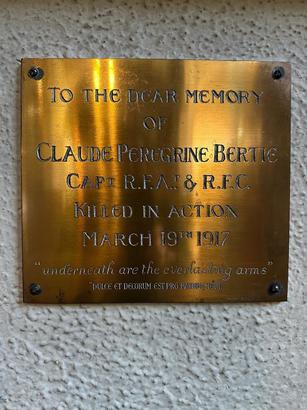 TO THE DEAR MEMORY
OF
CLAUDE PEREGRINE BERTIE
CAPT R.F.A. & R.F.C.
KILLED IN ACTION
MARCH 19TH 1917
"underneath are the everlasting arms"
"DULCE ET DECORUM EST PRO PATRIA MORI"